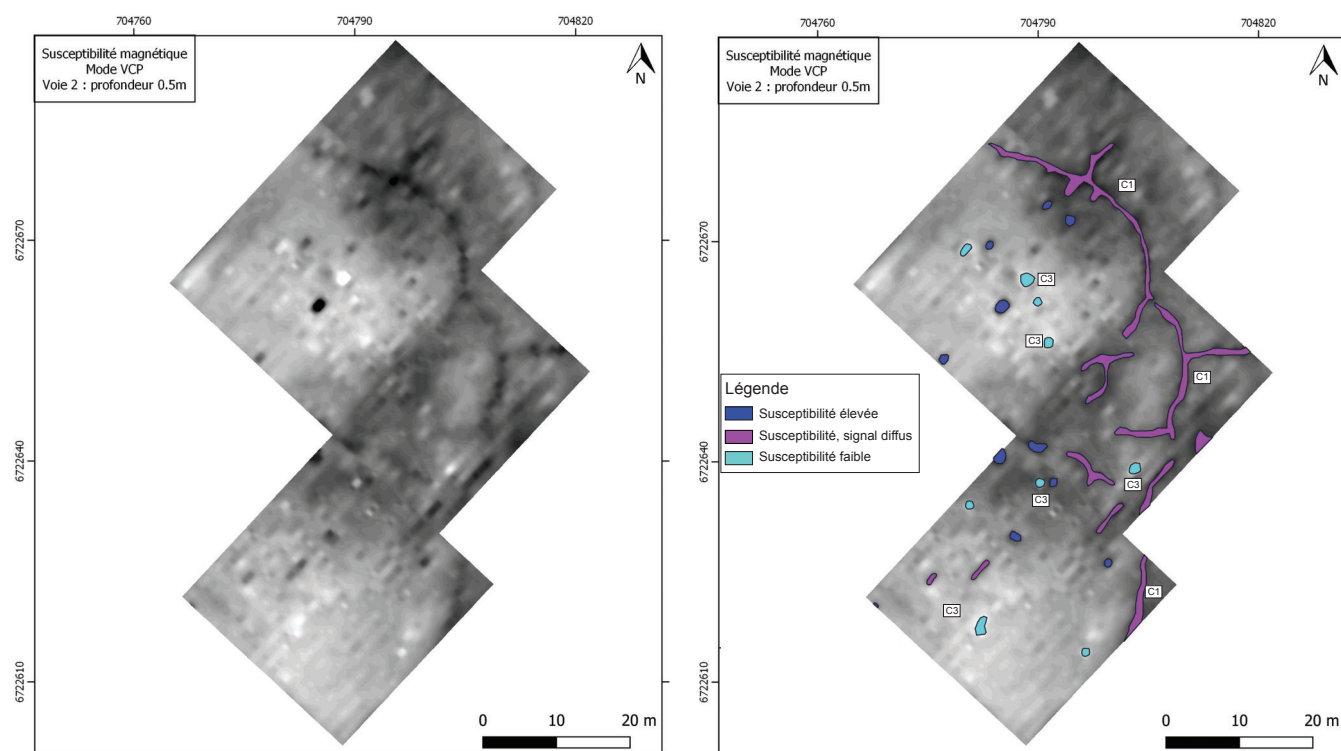 704760
704790
704820
Susceptibilité magnétique
Mode VCP
Voie 2 : profondeur 0.5m
N
6722670
6722640
6722610
0 10 20 m
704760
704790
704820
Susceptibilité magnétique
Mode VCP
Voie 2 : profondeur 0.5m
N
6722670
6722640
6722610
C1
C3
C3
C1
Légende
Susceptibilité élevée
Susceptibilité, signal diffus
Susceptibilité faible
C3
C3
C1
C3
0 10 20 m